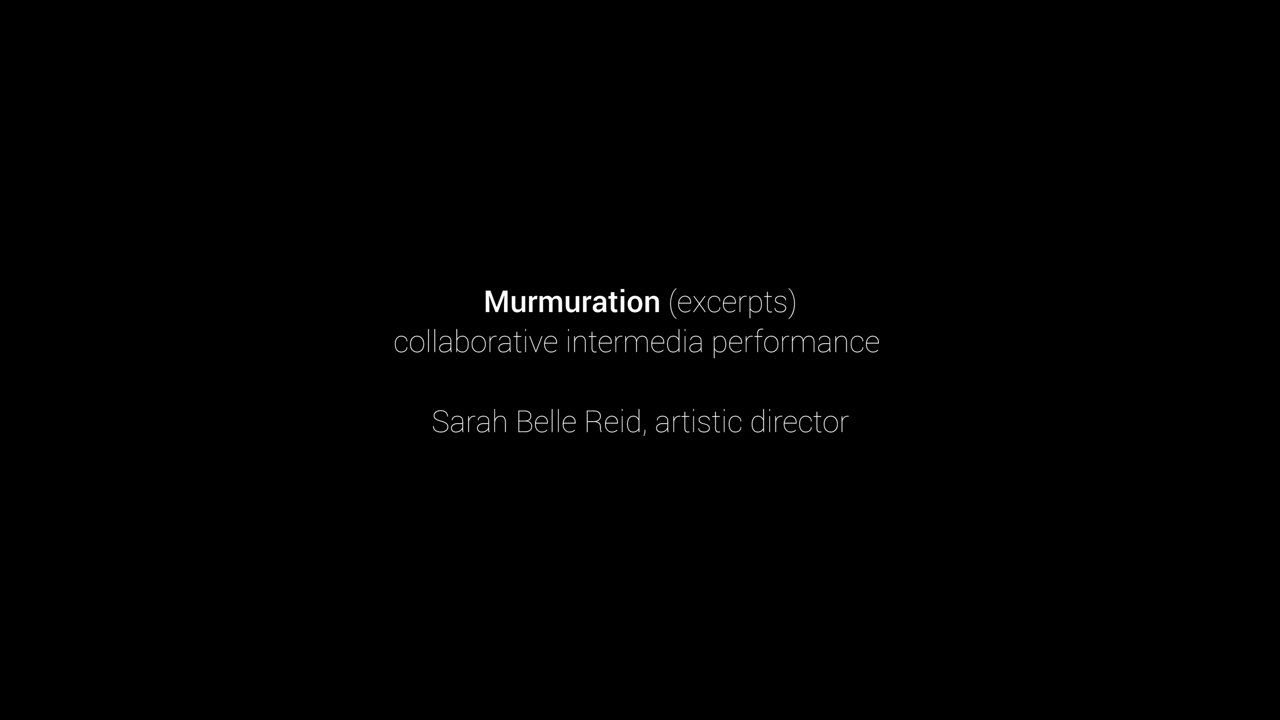 Murmuration (excerpts)
collaborative intermedia performance
Sarah Belle Reid, artistic director